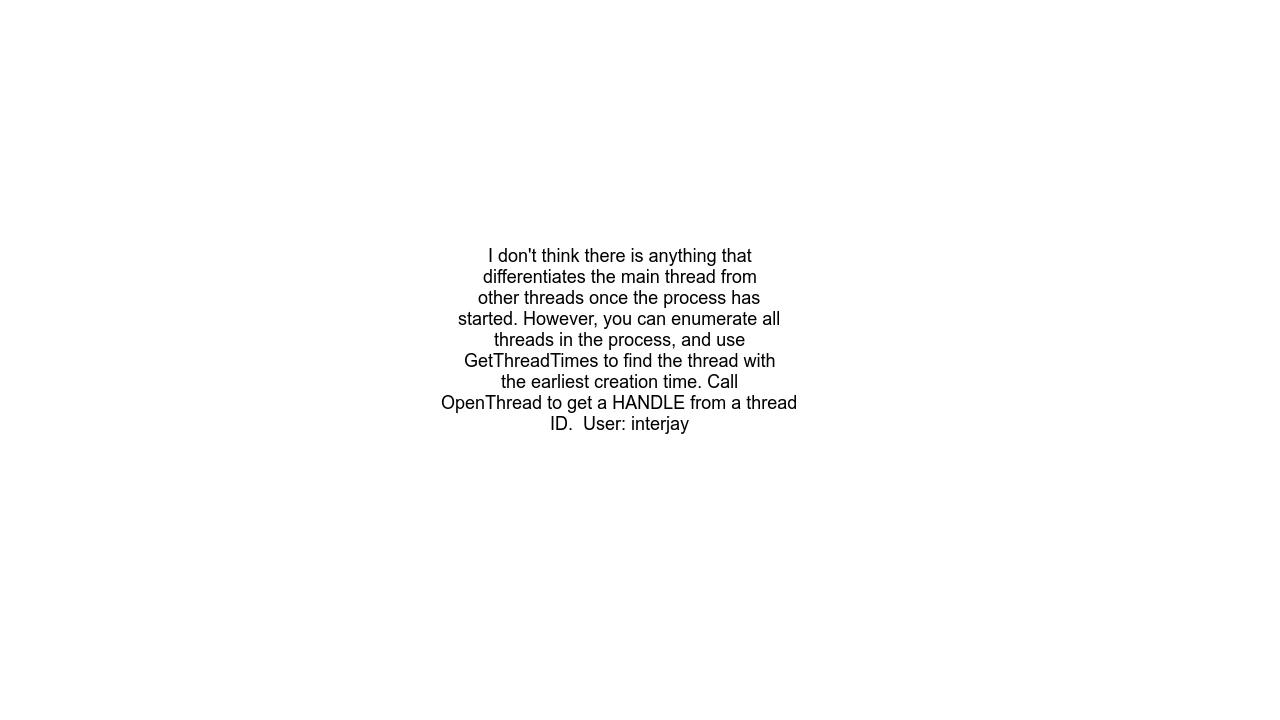 I don't think there is anything that
differentiates the main thread from
other threads once the process has
started. However, you can enumerate all
threads in the process, and use
GetThreadTimes to find the thread with
the earliest creation time. Call
OpenThread to get a HANDLE from a thread
ID.  User: interjay